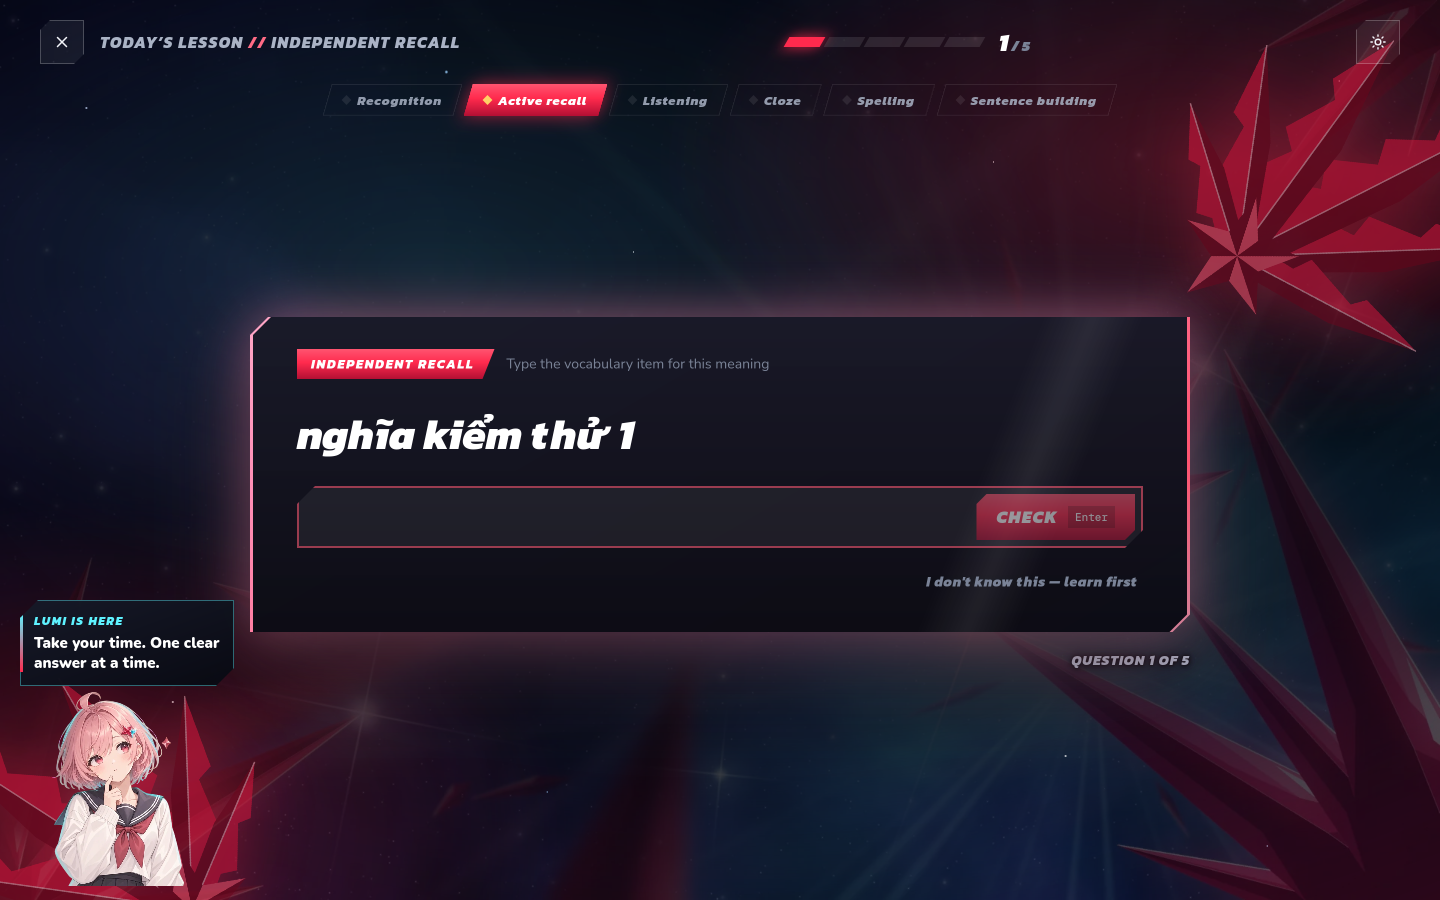 TODAY'S LESSON // INDEPENDENT RECALL
1 / 5
Recognition
Active recall
Listening
Cloze
Spelling
Sentence building
INDEPENDENT RECALL
Type the vocabulary item for this meaning
nghĩa kiểm thử 1
CHECK Enter
I don't know this — learn first
LUMI IS HERE
Take your time. One clear
answer at a time.
QUESTION 1 OF 5